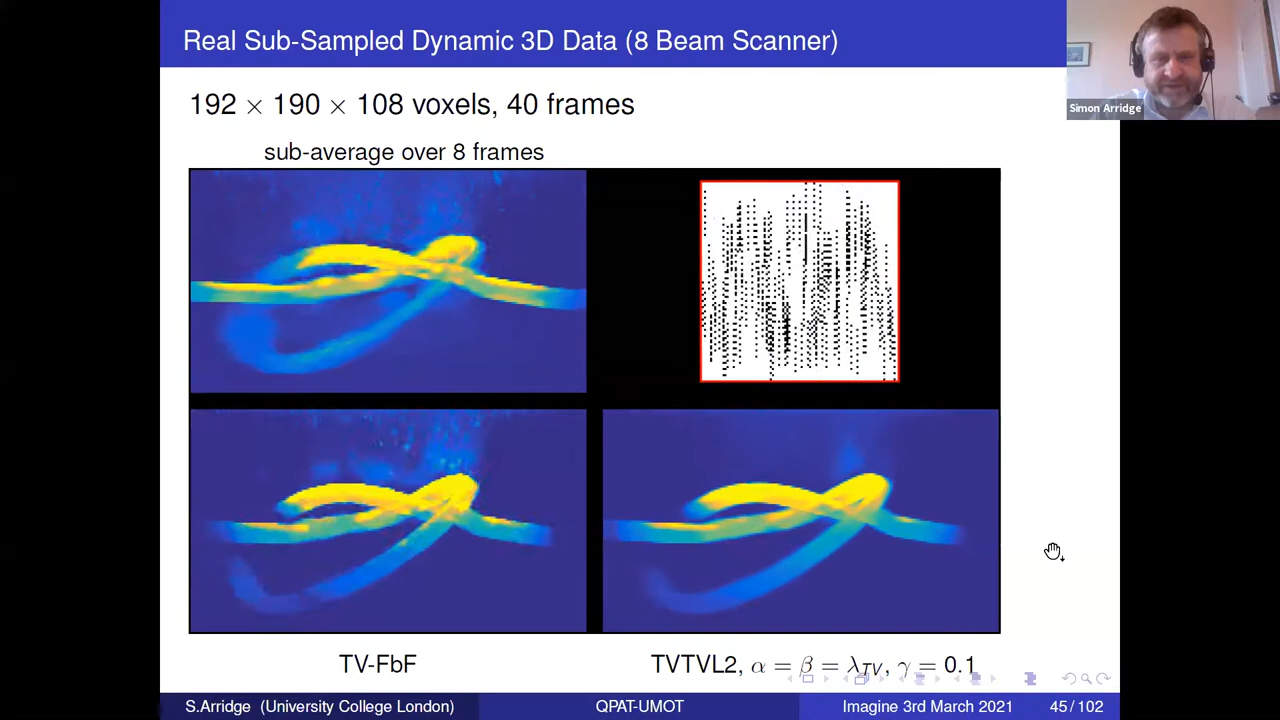 Real Sub-Sampled Dynamic 3D Data (8 Beam Scanner)
Simon Arridge
192 × 190 × 108 voxels, 40 frames
sub-average over 8 frames
TV-FbF
TVTVL2, α = β = λ_TV, γ = 0.1
S.Arridge (University College London)
QPAT-UMOT
Imagine 3rd March 2021
45 / 102